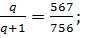 q/(q+1) = 567/756;